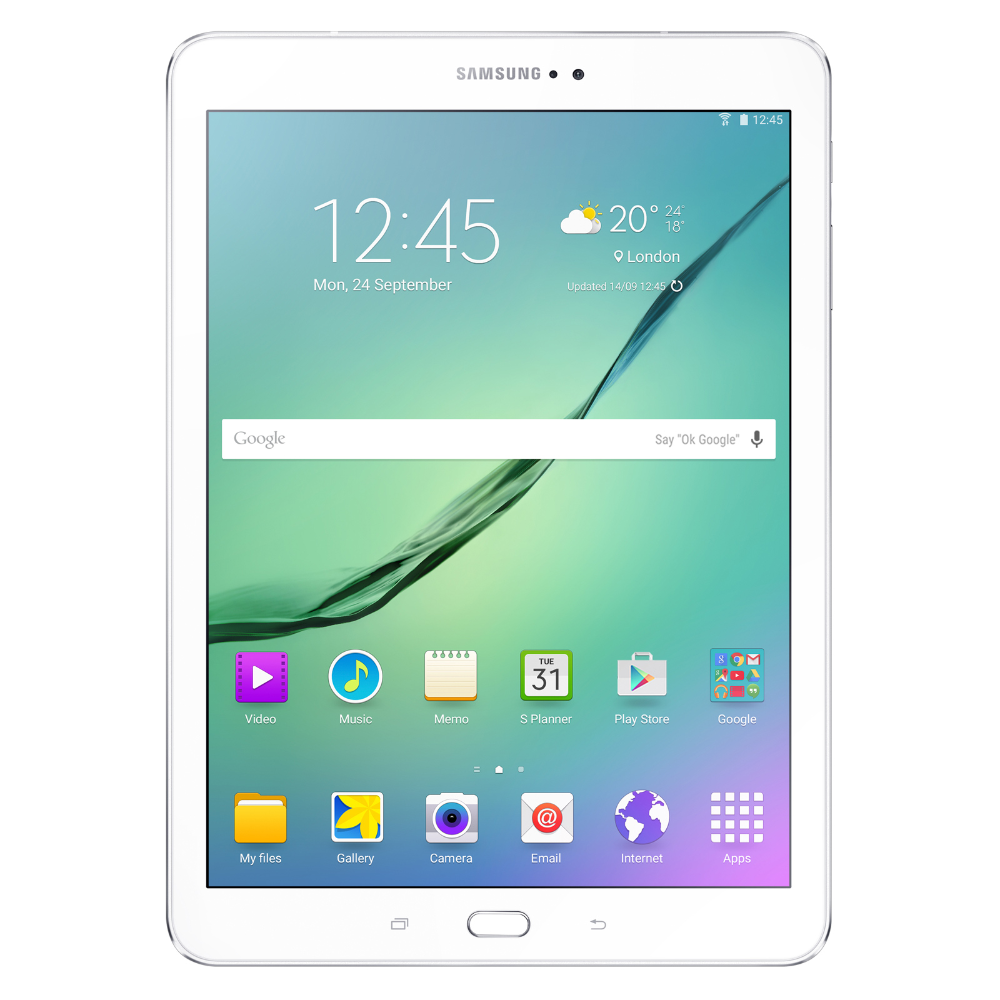 SAMSUNG
12:45
12:45
20° 24°
18°
London
Mon, 24 September
Updated 14/09 12:45
Google
Say "Ok Google"
TUE
31
Video Music Memo S Planner Play Store Google
@
My files Gallery Camera Email Internet Apps